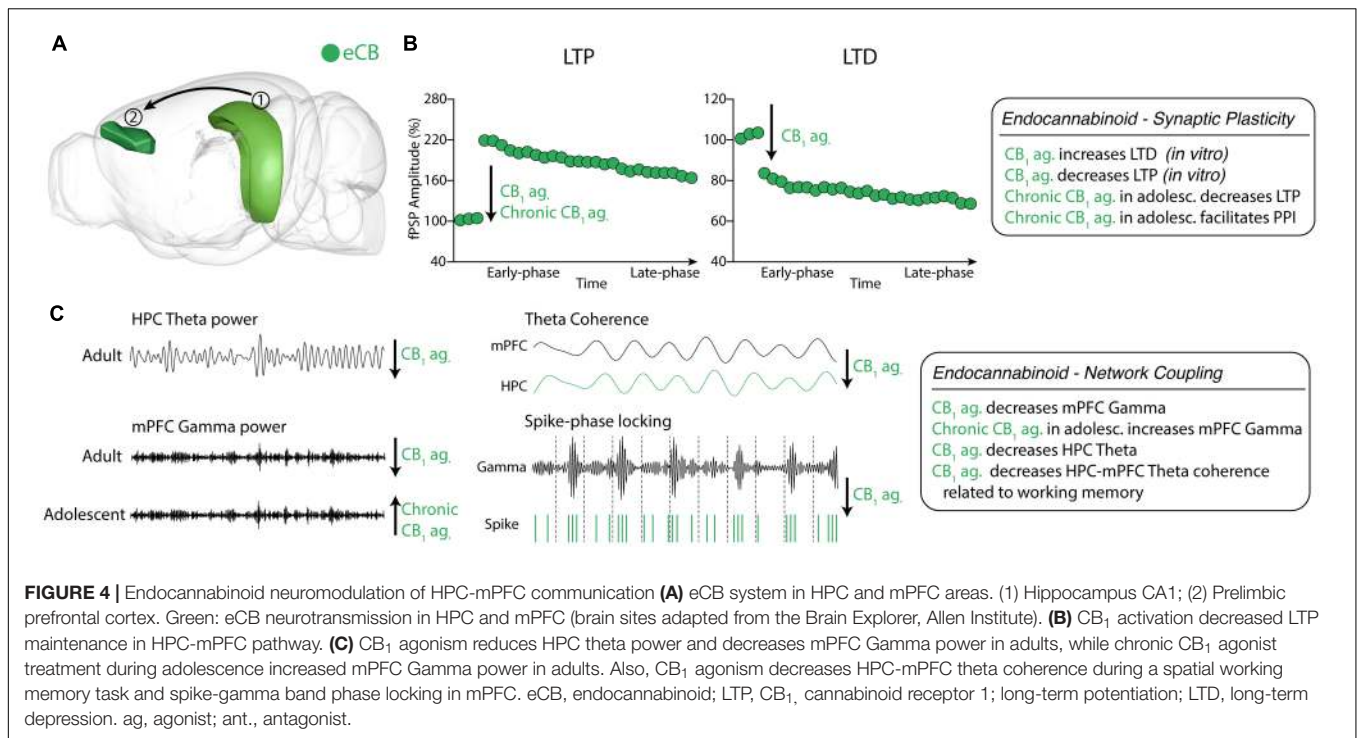 A
eCB
1
2
B
LTP
fPSP Amplitude (%)
280
220
160
100
40
CB₁ ag.
Chronic CB₁ ag.
Early-phase
Late-phase
Time
LTD
120
100
80
60
40
CB₁ ag.
Early-phase
Late-phase
Time
Endocannabinoid - Synaptic Plasticity
CB₁ ag. increases LTD (in vitro)
CB₁ ag. decreases LTP (in vitro)
Chronic CB₁ ag. in adolesc. decreases LTP
Chronic CB₁ ag. in adolesc. facilitates PPI
C
HPC Theta power
Adult
CB₁ ag.
mPFC Gamma power
Adult
CB₁ ag.
Adolescent
Chronic
CB₁ ag.
Theta Coherence
mPFC
HPC
CB₁ ag.
Spike-phase locking
Gamma
Spike
CB₁ ag.
Endocannabinoid - Network Coupling
CB₁ ag. decreases mPFC Gamma
Chronic CB₁ ag. in adolesc. increases mPFC Gamma
CB₁ ag. decreases HPC Theta
CB₁ ag. decreases HPC-mPFC Theta coherence
related to working memory
FIGURE 4 | Endocannabinoid neuromodulation of HPC-mPFC communication (A) eCB system in HPC and mPFC areas. (1) Hippocampus CA1; (2) Prelimbic
prefrontal cortex. Green: eCB neurotransmission in HPC and mPFC (brain sites adapted from the Brain Explorer, Allen Institute). (B) CB₁ activation decreased LTP
maintenance in HPC-mPFC pathway. (C) CB₁ agonism reduces HPC theta power and decreases mPFC Gamma power in adults, while chronic CB₁ agonist
treatment during adolescence increased mPFC Gamma power in adults. Also, CB₁ agonism decreases HPC-mPFC theta coherence during a spatial working
memory task and spike-gamma band phase locking in mPFC. eCB, endocannabinoid; LTP, CB₁, cannabinoid receptor 1; long-term potentiation; LTD, long-term
depression. ag, agonist; ant., antagonist.